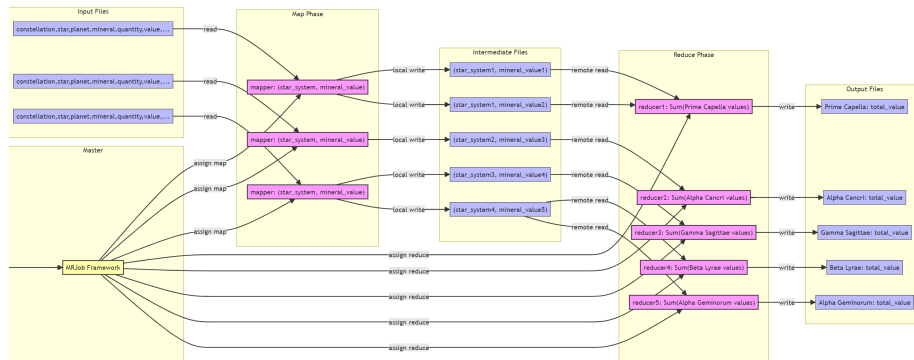 Input Files
constellation,star,planet,mineral,quantity,value,...
constellation,star,planet,mineral,quantity,value,...
constellation,star,planet,mineral,quantity,value,...
read
read
read
Master
MRJob Framework
assign map
assign map
assign map
assign reduce
assign reduce
assign reduce
assign reduce
assign reduce
Map Phase
mapper: (star_system, mineral_value)
mapper: (star_system, mineral_value)
mapper: (star_system, mineral_value)
local write
local write
local write
local write
local write
Intermediate Files
(star_system1, mineral_value1)
(star_system1, mineral_value2)
(star_system2, mineral_value3)
(star_system3, mineral_value4)
(star_system4, mineral_value5)
remote read
remote read
remote read
remote read
remote read
remote read
Reduce Phase
reducer1: Sum(Prime Capella values)
reducer2: Sum(Alpha Cancri values)
reducer3: Sum(Gamma Sagittae values)
reducer4: Sum(Beta Lyrae values)
reducer5: Sum(Alpha Geminorum values)
write
write
write
write
write
Output Files
Prime Capella: total_value
Alpha Cancri: total_value
Gamma Sagittae: total_value
Beta Lyrae: total_value
Alpha Geminorum: total_value